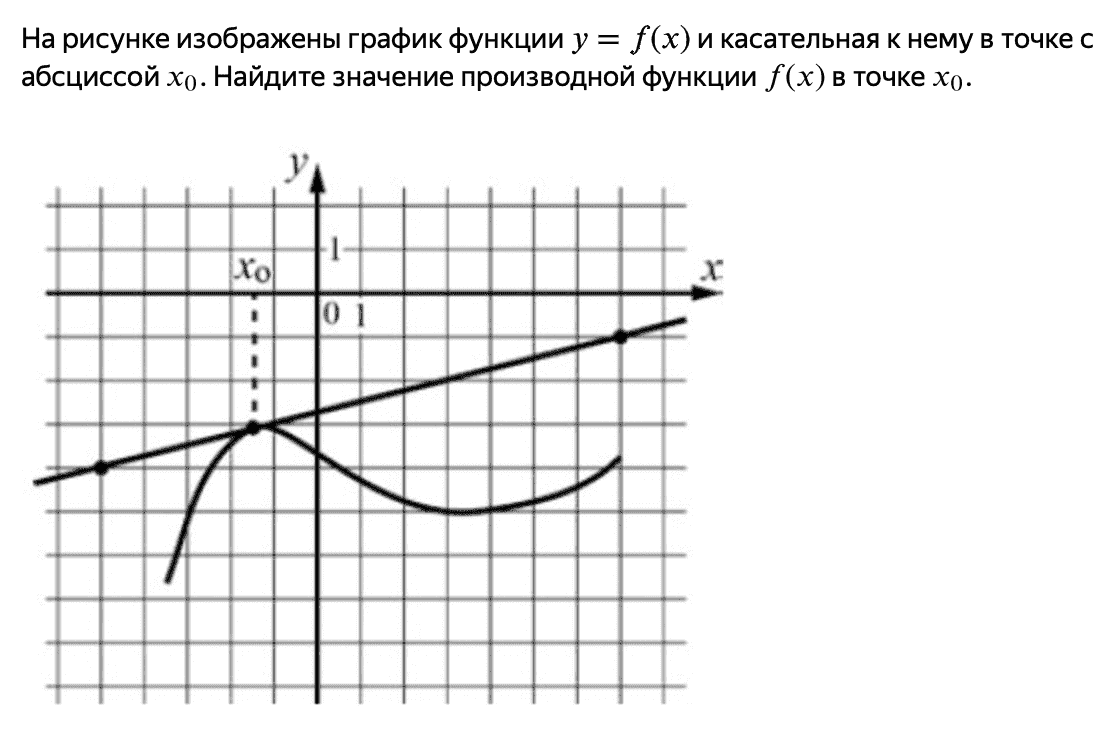 На рисунке изображены график функции y = f(x) и касательная к нему в точке с
абсциссой x₀. Найдите значение производной функции f(x) в точке x₀.
y
1
x₀
x
0 1